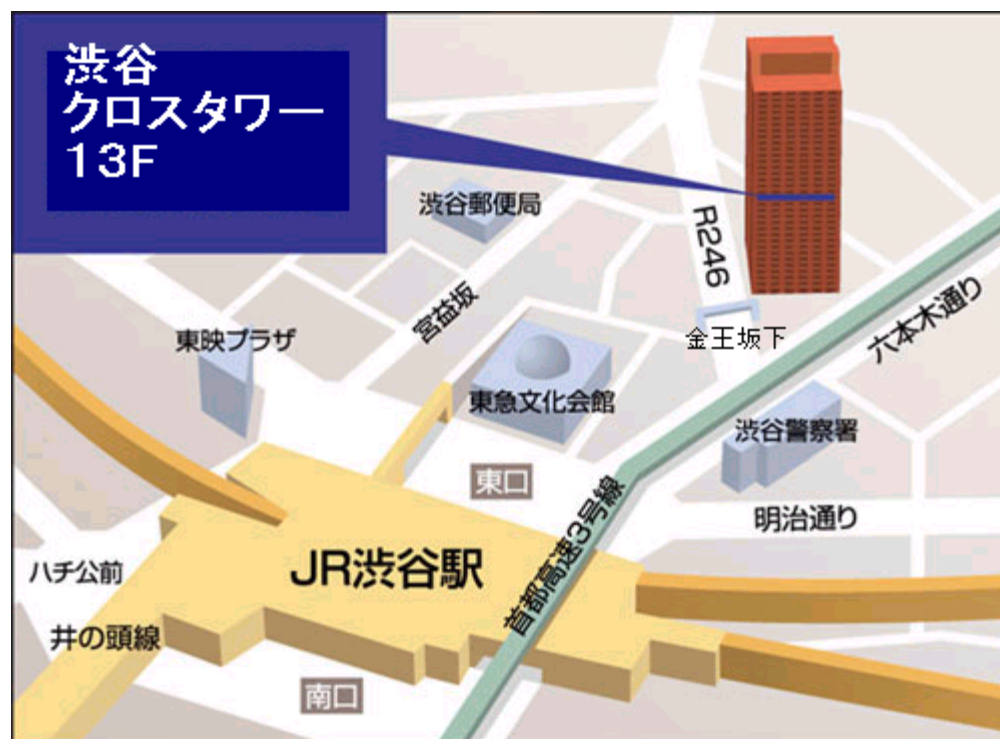 渋谷
クロスタワー
13F
渋谷郵便局
R246
宮益坂
東映プラザ
金王坂下
六本木通り
東急文化会館
渋谷警察署
東口
明治通り
首都高速3号線
JR渋谷駅
ハチ公前
井の頭線
南口